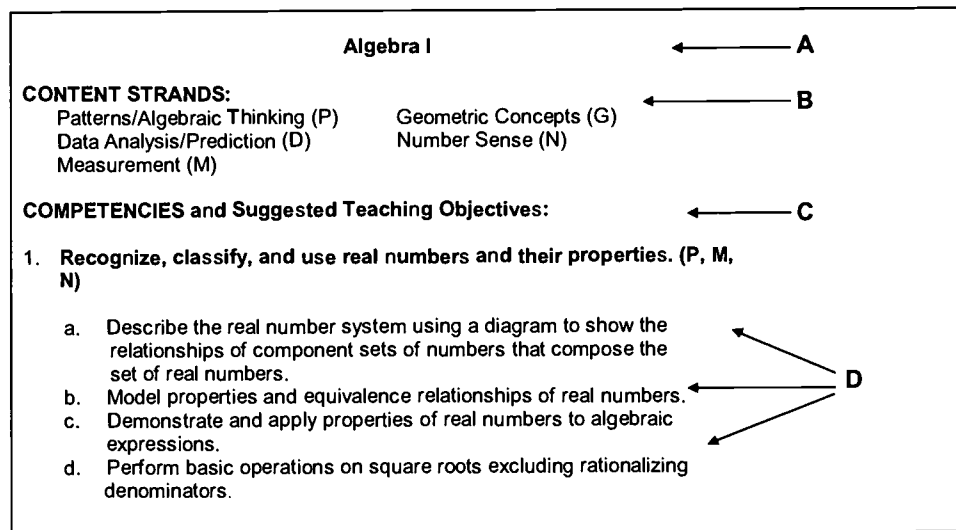 Algebra I
A
CONTENT STRANDS:
B
Patterns/Algebraic Thinking (P) Geometric Concepts (G)
Data Analysis/Prediction (D) Number Sense (N)
Measurement (M)
COMPETENCIES and Suggested Teaching Objectives:
C
1. Recognize, classify, and use real numbers and their properties. (P, M,
N)
a. Describe the real number system using a diagram to show the
relationships of component sets of numbers that compose the
set of real numbers.
D
b. Model properties and equivalence relationships of real numbers.
c. Demonstrate and apply properties of real numbers to algebraic
expressions.
d. Perform basic operations on square roots excluding rationalizing
denominators.